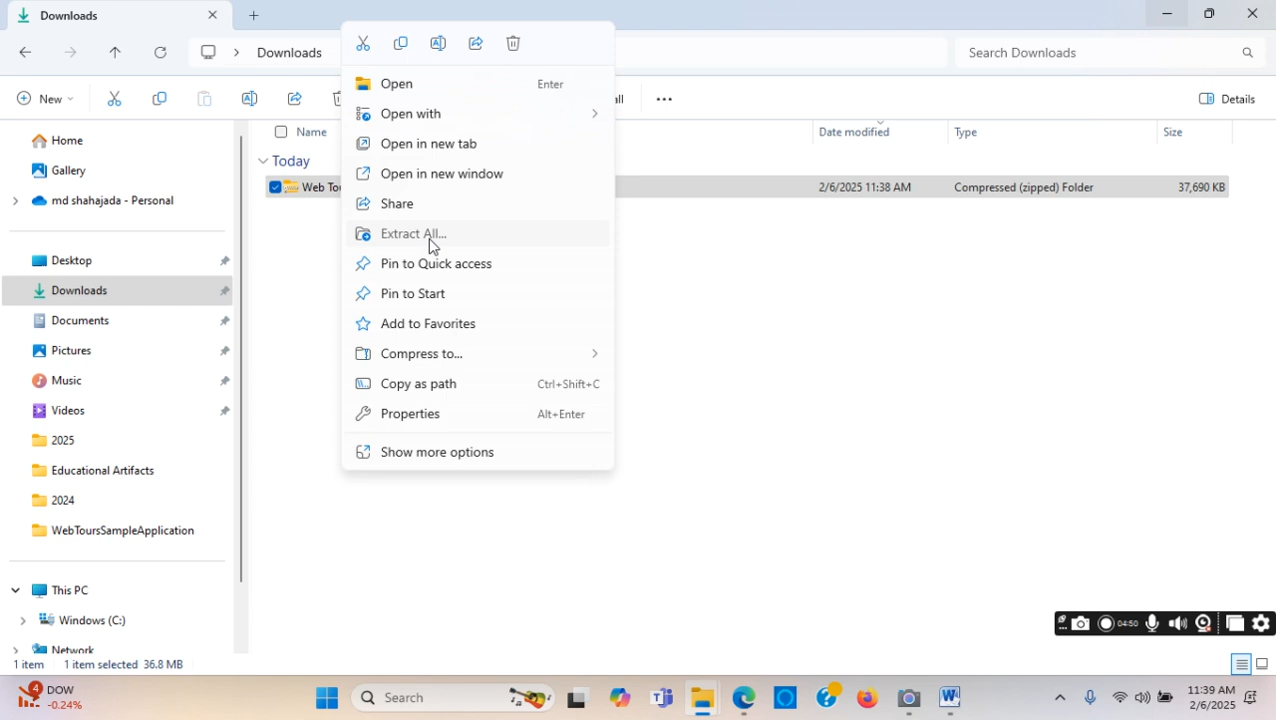 Downloads
Downloads
Search Downloads
New
Details
Home
Gallery
md shahajada - Personal
Desktop
Downloads
Documents
Pictures
Music
Videos
2025
Educational Artifacts
2024
WebToursSampleApplication
This PC
Windows (C:)
Network
Name
Date modified
Type
Size
Today
Web
2/6/2025 11:38 AM
Compressed (zipped) Folder
37,690 KB
Open
Enter
Open with
Open in new tab
Open in new window
Share
Extract All...
Pin to Quick access
Pin to Start
Add to Favorites
Compress to...
Copy as path
Ctrl+Shift+C
Properties
Alt+Enter
Show more options
04:50
1 item
1 item selected 36.8 MB
4
DOW
-0.24%
Search
11:39 AM
2/6/2025